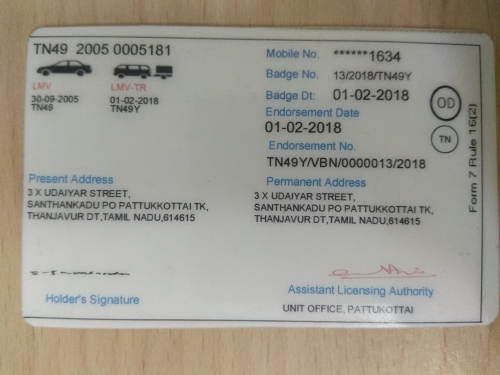 TN49 2005 0005181
LMV
30-09-2005
TN49
LMV-TR
01-02-2018
TN49Y
Mobile No. ******1634
Badge No. 13/2018/TN49Y
Badge Dt: 01-02-2018
Endorsement Date
01-02-2018
Endorsement No.
TN49Y/VBN/0000013/2018
OD
TN
Form 7 Rule 16(2)
Present Address
3 X UDAIYAR STREET,
SANTHANKADU PO PATTUKKOTTAI TK,
THANJAVUR DT,TAMIL NADU,614615
Permanent Address
3 X UDAIYAR STREET,
SANTHANKADU PO PATTUKKOTTAI TK,
THANJAVUR DT,TAMIL NADU,614615
Holder's Signature
Assistant Licensing Authority
UNIT OFFICE, PATTUKOTTAI